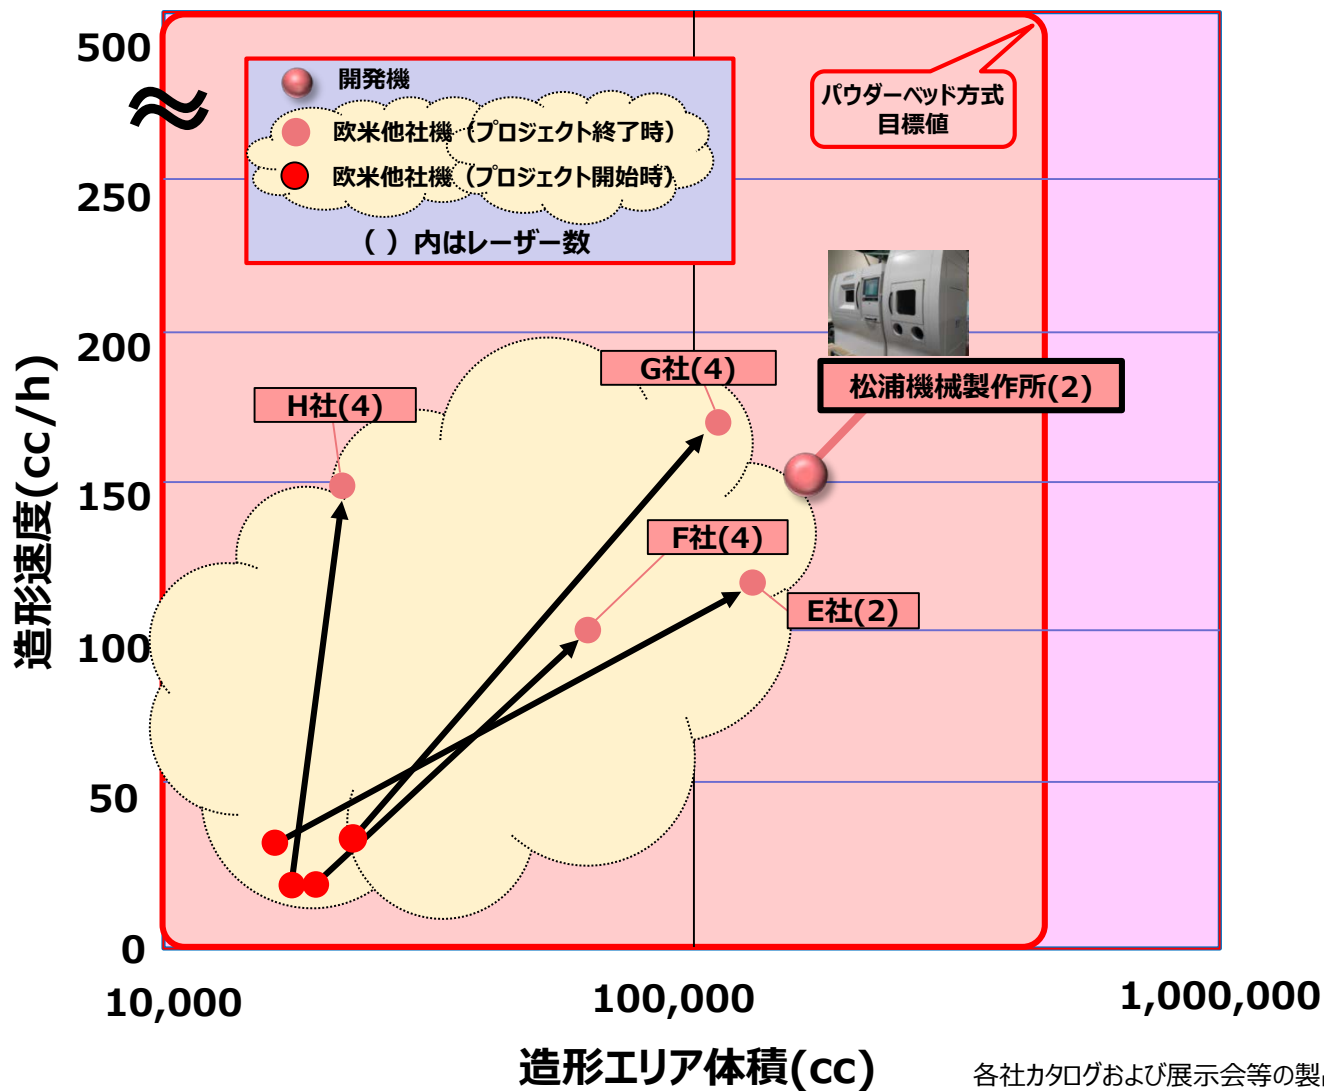 500
250
200
150
100
50
0
造形速度(cc/h)
開発機
欧米他社機（プロジェクト終了時）
欧米他社機（プロジェクト開始時）
（ ）内はレーザー数
パウダーベッド方式
目標値
松浦機械製作所(2)
G社(4)
H社(4)
F社(4)
E社(2)
10,000
100,000
1,000,000
造形エリア体積(cc)
各社カタログおよび展示会等の製